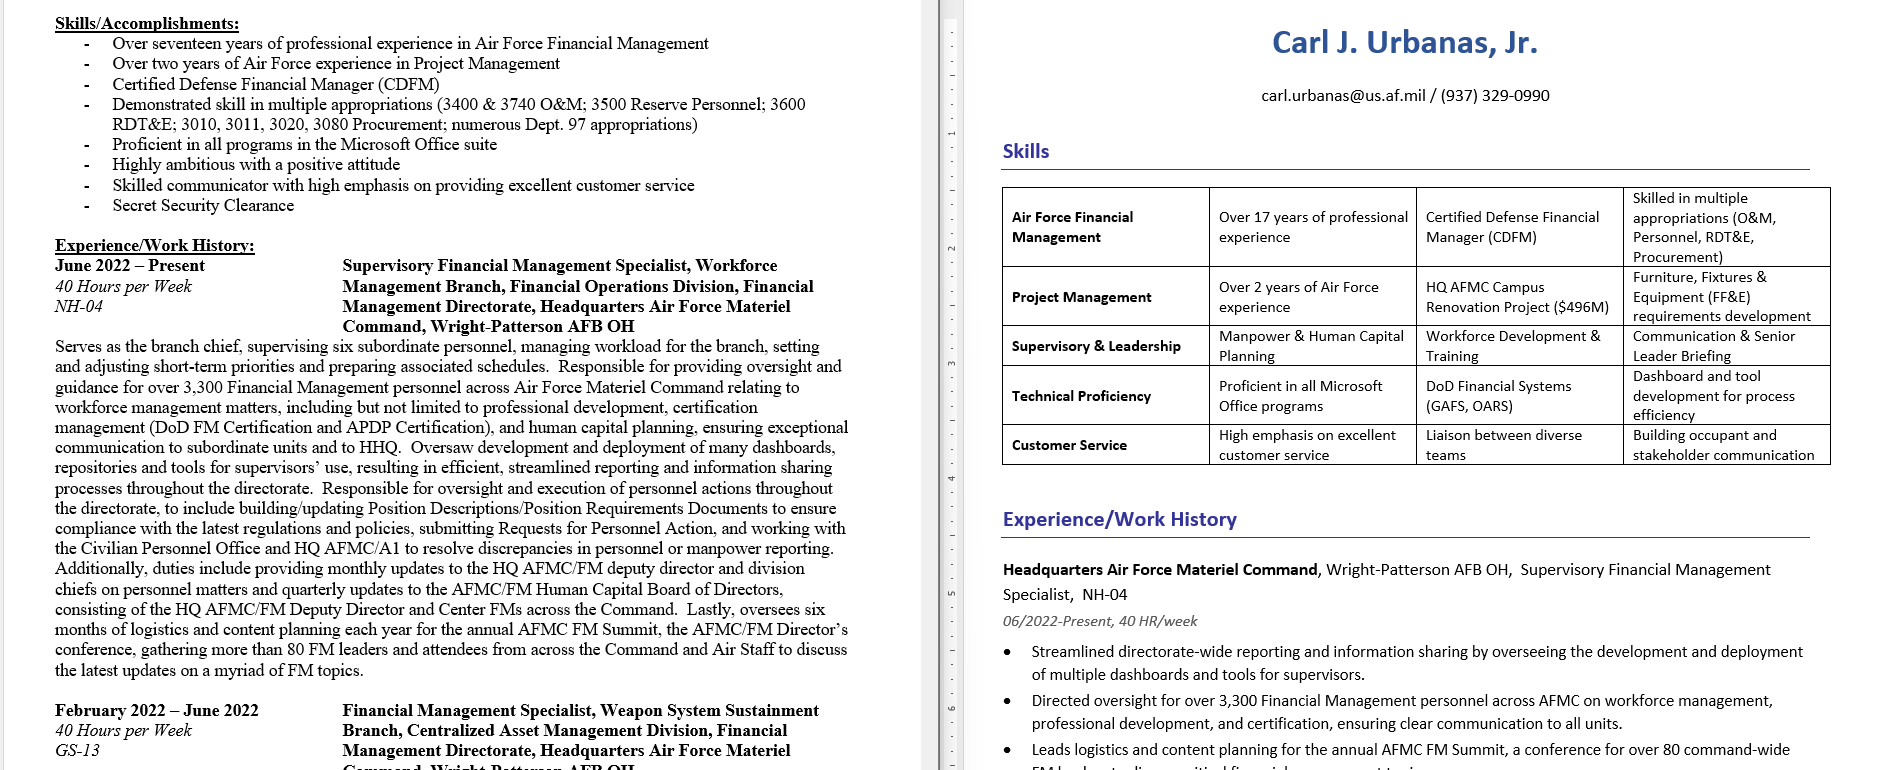 Skills/Accomplishments:
- Over seventeen years of professional experience in Air Force Financial Management
- Over two years of Air Force experience in Project Management
- Certified Defense Financial Manager (CDFM)
- Demonstrated skill in multiple appropriations (3400 & 3740 O&M; 3500 Reserve Personnel; 3600
RDT&E; 3010, 3011, 3020, 3080 Procurement; numerous Dept. 97 appropriations)
- Proficient in all programs in the Microsoft Office suite
- Highly ambitious with a positive attitude
- Skilled communicator with high emphasis on providing excellent customer service
- Secret Security Clearance
Experience/Work History:
June 2022 – Present
40 Hours per Week
NH-04
Supervisory Financial Management Specialist, Workforce
Management Branch, Financial Operations Division, Financial
Management Directorate, Headquarters Air Force Materiel
Command, Wright-Patterson AFB OH
Serves as the branch chief, supervising six subordinate personnel, managing workload for the branch, setting
and adjusting short-term priorities and preparing associated schedules.  Responsible for providing oversight and
guidance for over 3,300 Financial Management personnel across Air Force Materiel Command relating to
workforce management matters, including but not limited to professional development, certification
management (DoD FM Certification and APDP Certification), and human capital planning, ensuring exceptional
communication to subordinate units and to HHQ.  Oversaw development and deployment of many dashboards,
repositories and tools for supervisors’ use, resulting in efficient, streamlined reporting and information sharing
processes throughout the directorate.  Responsible for oversight and execution of personnel actions throughout
the directorate, to include building/updating Position Descriptions/Position Requirements Documents to ensure
compliance with the latest regulations and policies, submitting Requests for Personnel Action, and working with
the Civilian Personnel Office and HQ AFMC/A1 to resolve discrepancies in personnel or manpower reporting.
Additionally, duties include providing monthly updates to the HQ AFMC/FM deputy director and division
chiefs on personnel matters and quarterly updates to the AFMC/FM Human Capital Board of Directors,
consisting of the HQ AFMC/FM Deputy Director and Center FMs across the Command.  Lastly, oversees six
months of logistics and content planning each year for the annual AFMC FM Summit, the AFMC/FM Director’s
conference, gathering more than 80 FM leaders and attendees from across the Command and Air Staff to discuss
the latest updates on a myriad of FM topics.
February 2022 – June 2022
40 Hours per Week
GS-13
Financial Management Specialist, Weapon System Sustainment
Branch, Centralized Asset Management Division, Financial
Management Directorate, Headquarters Air Force Materiel
Command, Wright-Patterson AFB OH
1
2
3
4
5
6
Carl J. Urbanas, Jr.
carl.urbanas@us.af.mil / (937) 329-0990
Skills
Air Force Financial
Management
Over 17 years of professional
experience
Certified Defense Financial
Manager (CDFM)
Skilled in multiple
appropriations (O&M,
Personnel, RDT&E,
Procurement)
Project Management
Over 2 years of Air Force
experience
HQ AFMC Campus
Renovation Project ($496M)
Furniture, Fixtures &
Equipment (FF&E)
requirements development
Supervisory & Leadership
Manpower & Human Capital
Planning
Workforce Development &
Training
Communication & Senior
Leader Briefing
Technical Proficiency
Proficient in all Microsoft
Office programs
DoD Financial Systems
(GAFS, OARS)
Dashboard and tool
development for process
efficiency
Customer Service
High emphasis on excellent
customer service
Liaison between diverse
teams
Building occupant and
stakeholder communication
Experience/Work History
Headquarters Air Force Materiel Command, Wright-Patterson AFB OH,  Supervisory Financial Management
Specialist,  NH-04
06/2022-Present, 40 HR/week
• Streamlined directorate-wide reporting and information sharing by overseeing the development and deployment
of multiple dashboards and tools for supervisors.
• Directed oversight for over 3,300 Financial Management personnel across AFMC on workforce management,
professional development, and certification, ensuring clear communication to all units.
• Leads logistics and content planning for the annual AFMC FM Summit, a conference for over 80 command-wide